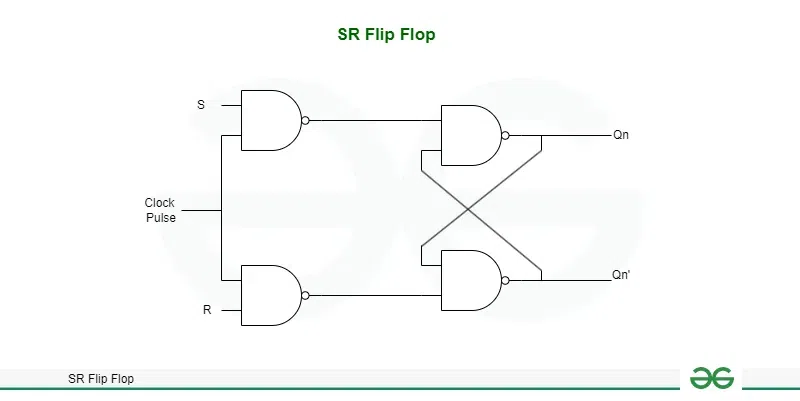 SR Flip Flop
S
Qn
Clock
Pulse
Qn'
R
SR Flip Flop